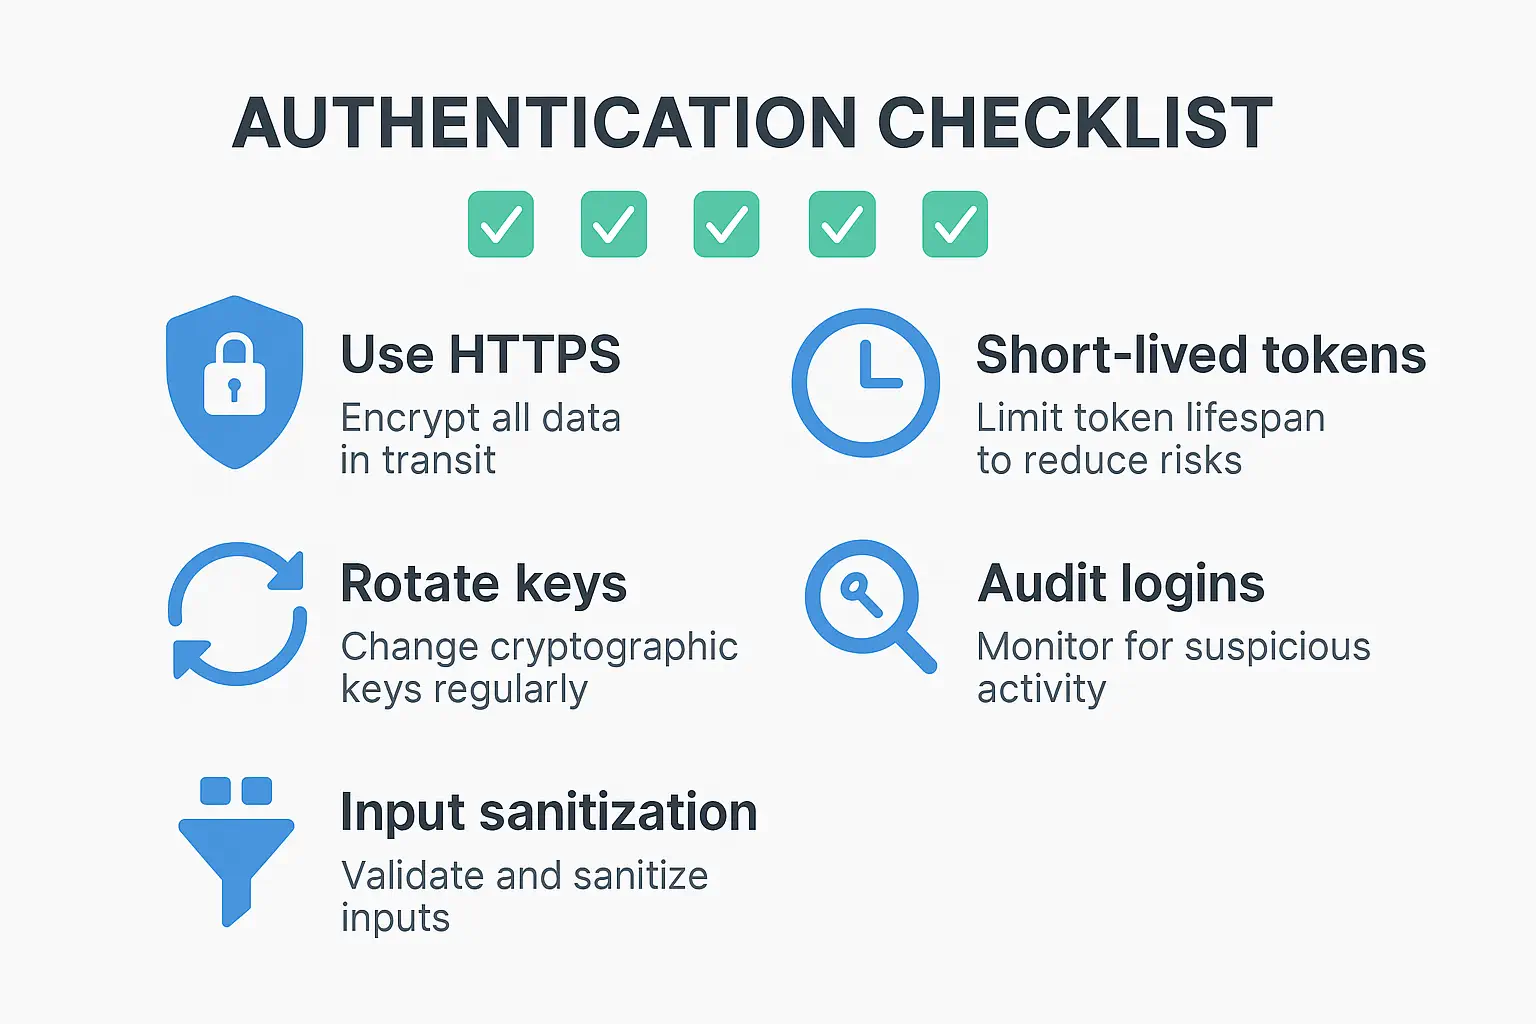 AUTHENTICATION CHECKLIST
Use HTTPS
Encrypt all data
in transit
Short-lived tokens
Limit token lifespan
to reduce risks
Rotate keys
Change cryptographic
keys regularly
Audit logins
Monitor for suspicious
activity
Input sanitization
Validate and sanitize
inputs